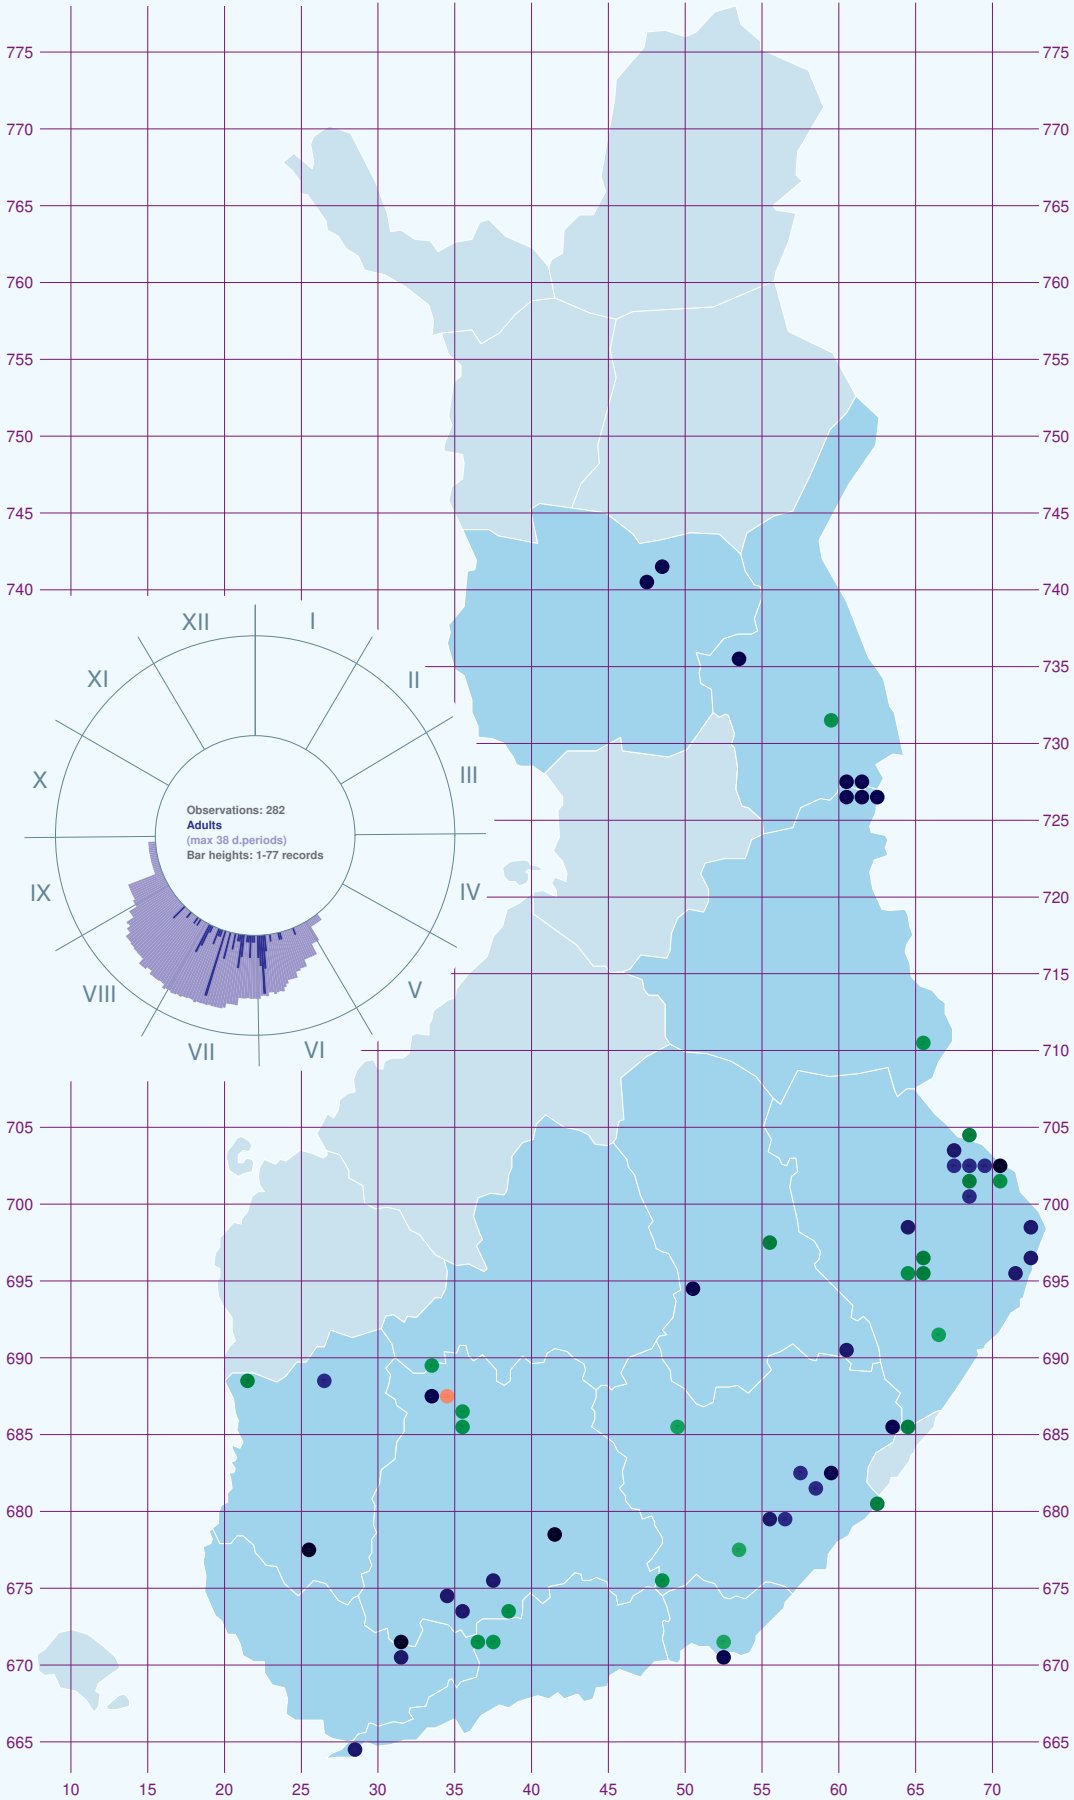 775 775
770 770
765 765
760 760
755 755
750 750
745 745
740 740
735
730
725
720
715
710
705 705
700 700
695 695
690 690
685 685
680 680
675 675
670 670
665 665
10 15 20 25 30 35 40 45 50 55 60 65 70
XII I
XI II
X III
IX IV
VIII V
VII VI
Observations: 282
Adults
(max 38 d.periods)
Bar heights: 1-77 records